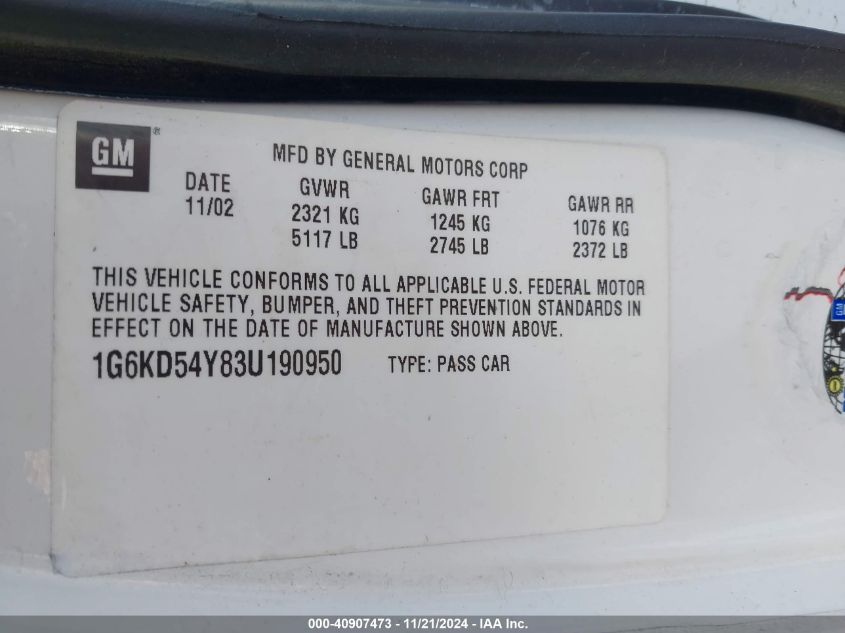 GM ®
MFD BY GENERAL MOTORS CORP
DATE GVWR GAWR FRT GAWR RR
11/02 2321 KG 1245 KG 1076 KG
5117 LB 2745 LB 2372 LB
THIS VEHICLE CONFORMS TO ALL APPLICABLE U.S. FEDERAL MOTOR
VEHICLE SAFETY, BUMPER, AND THEFT PREVENTION STANDARDS IN
EFFECT ON THE DATE OF MANUFACTURE SHOWN ABOVE.
1G6KD54Y83U190950 TYPE: PASS CAR
GM
000-40907473 - 11/21/2024 - IAA Inc.